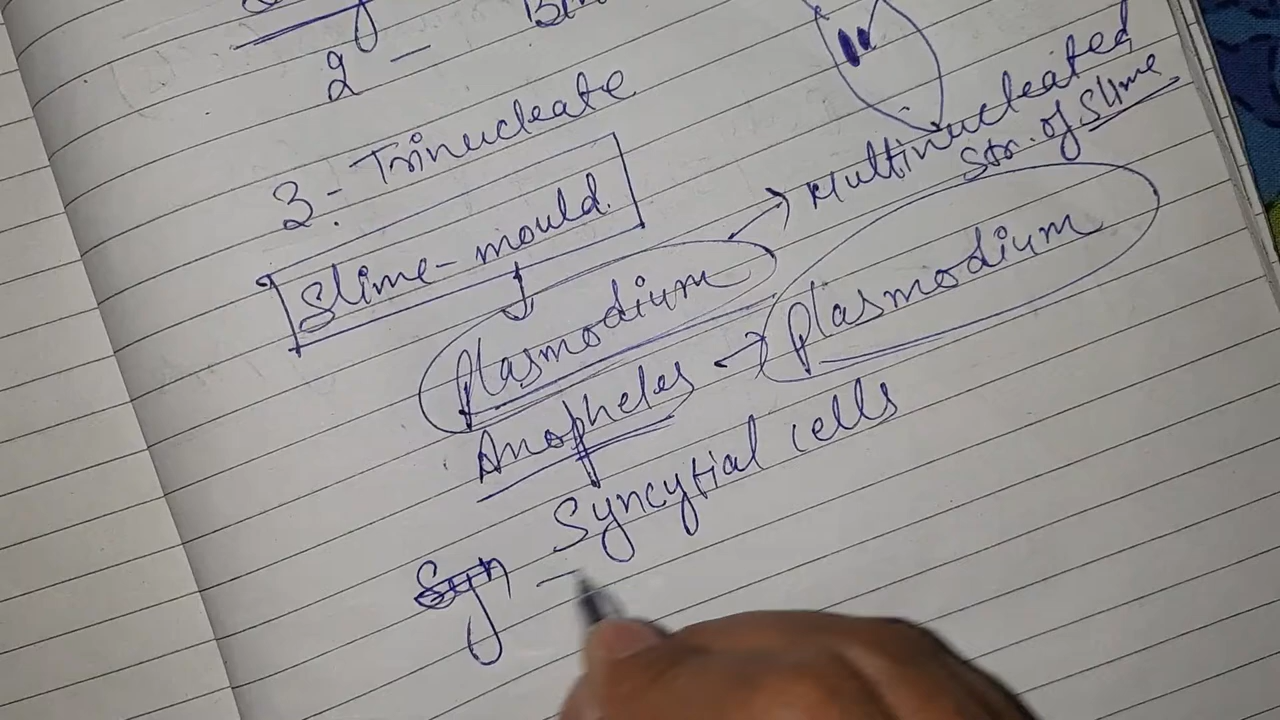 2 -
3.- Trinucleate
Slime-mould.
Multinucleated
Str. of Slime
Plasmodium
Anopheles → Plasmodium
Syncytial cells